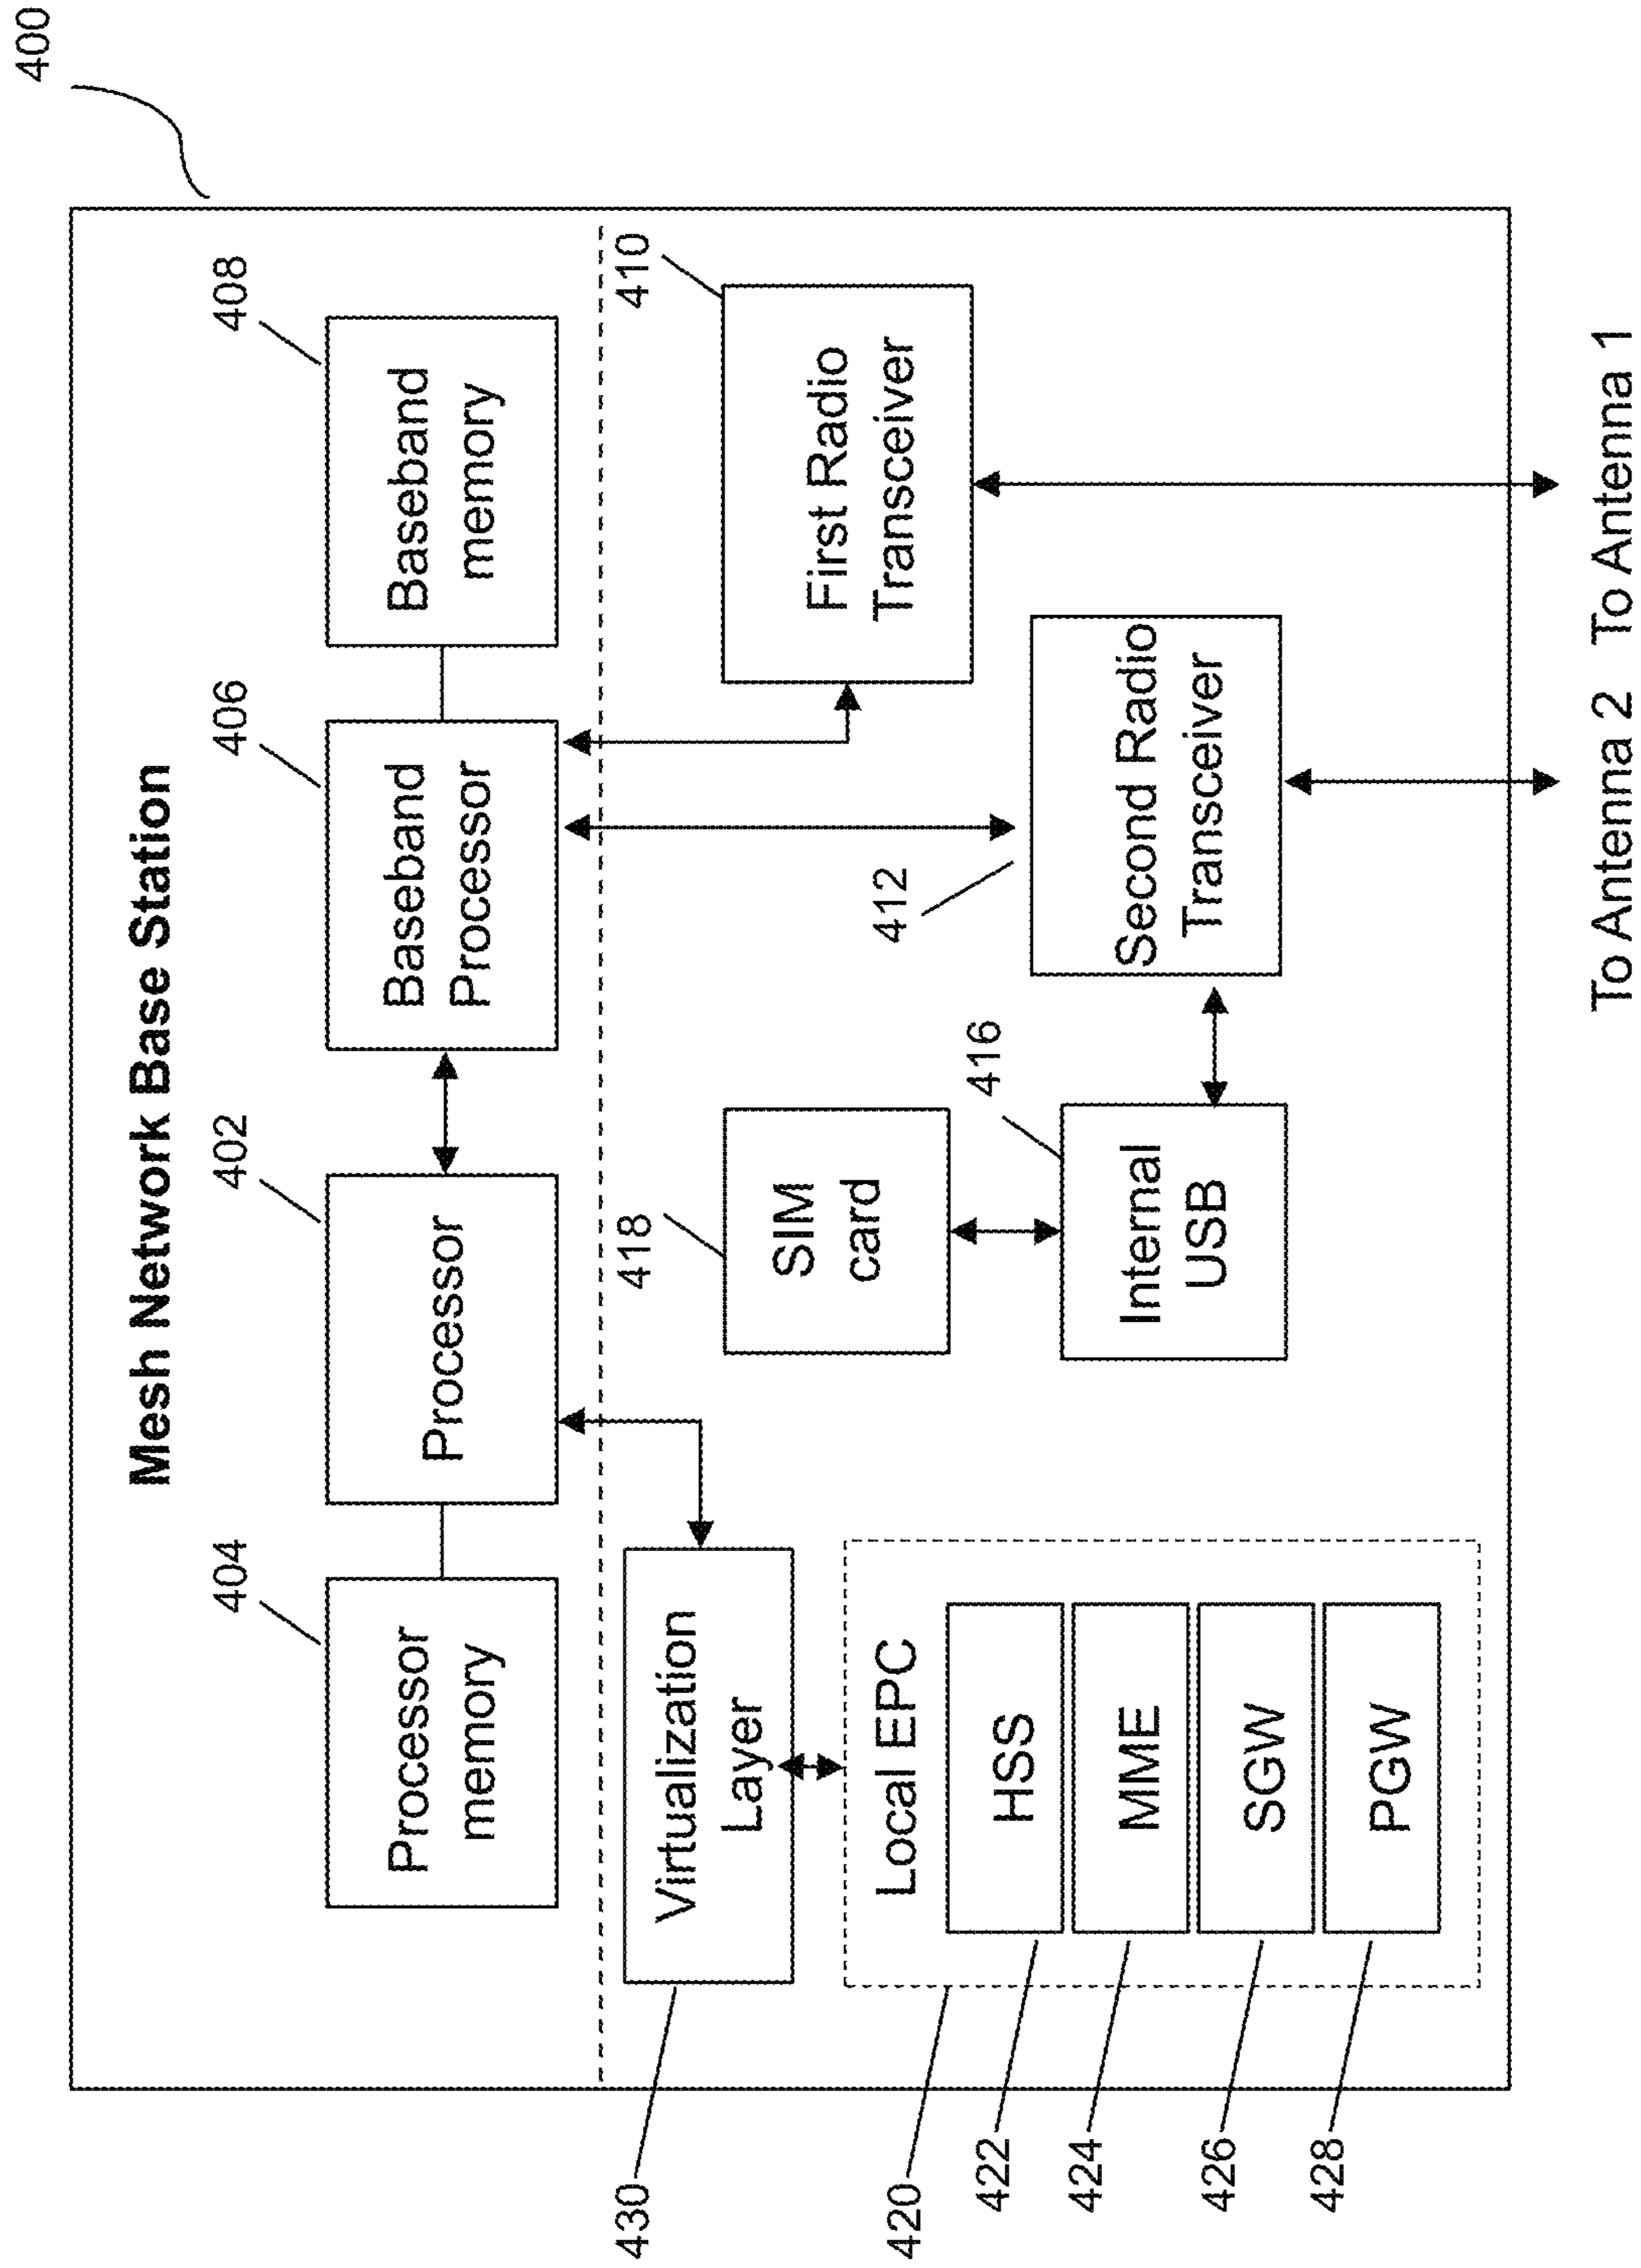 400
Mesh Network Base Station
404
402
406
408
Processor
memory
Processor
Baseband
Processor
Baseband
memory
430
Virtualization
Layer
418
SIM
card
412
410
First Radio
Transceiver
420
Local EPC
422
HSS
424
MME
426
SGW
428
PGW
416
Internal
USB
Second Radio
Transceiver
To Antenna 2
To Antenna 1